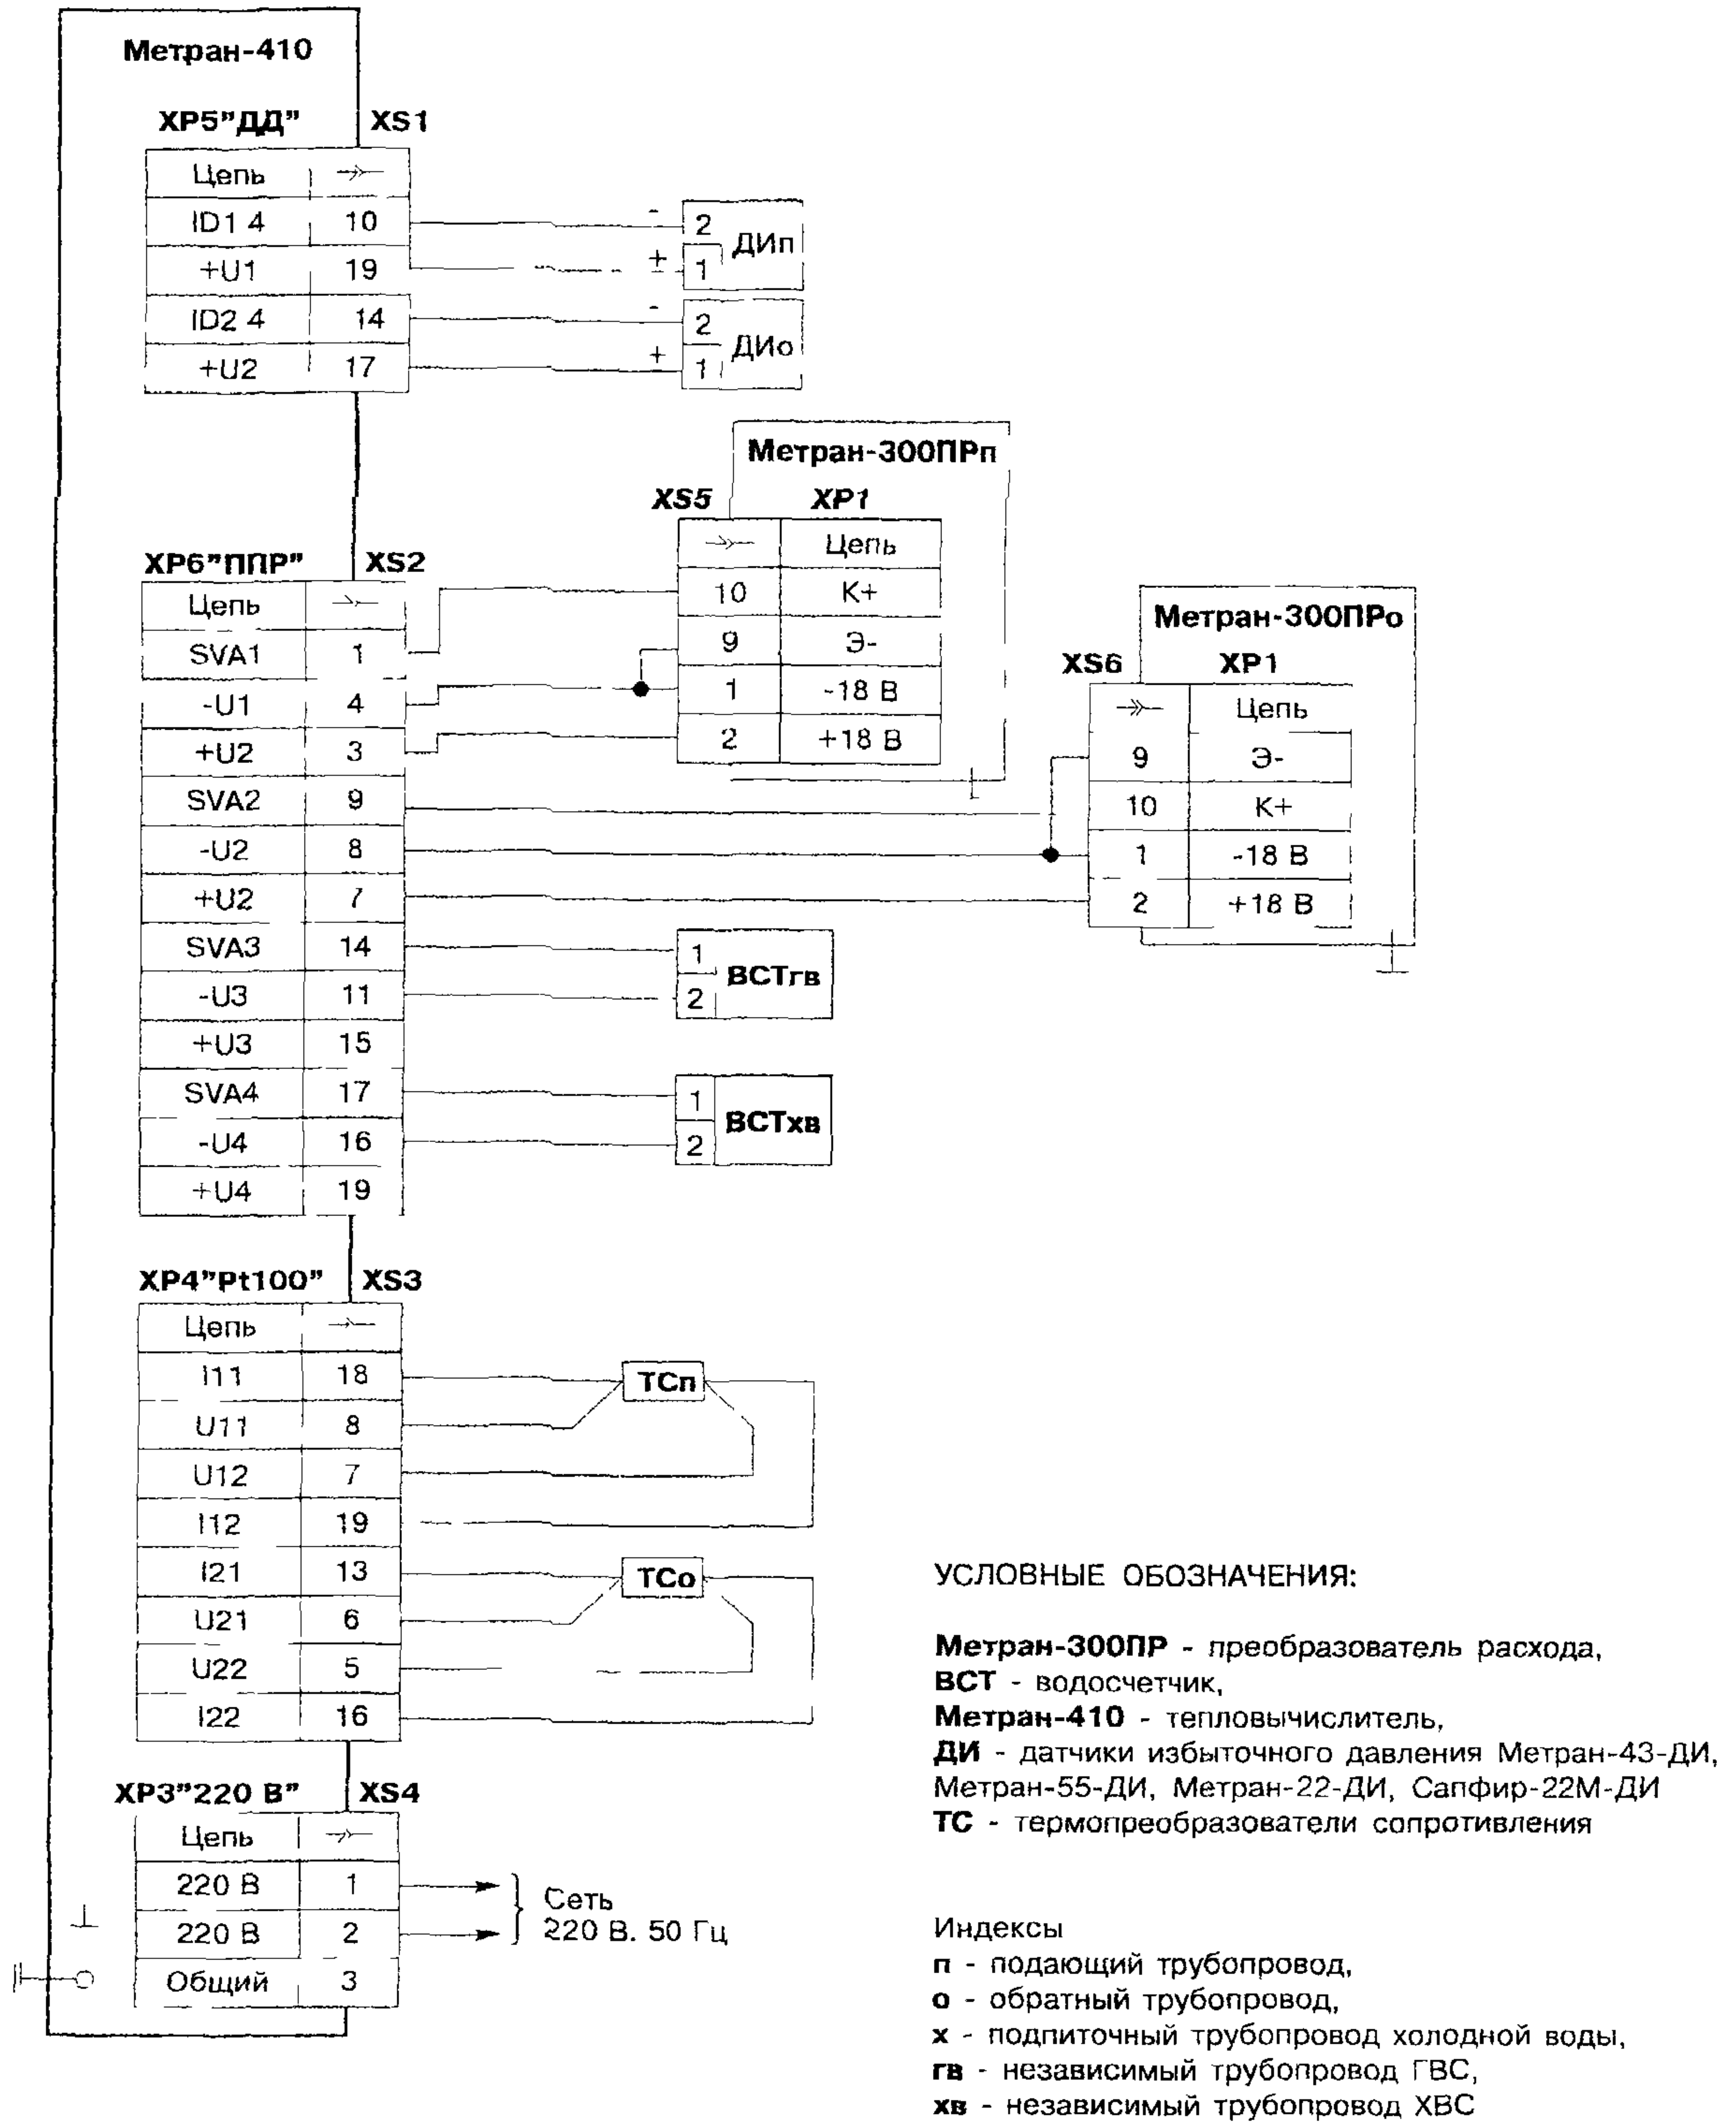 Метран-410
XP5"ДД" XS1
Цепь
ID1 4 10
+U1 19
ID2 4 14
+U2 17
- 2
+ 1
ДИп
- 2
+ 1
ДИо
Метран-300ПРп
XS5 XP1
Цепь
10 К+
9 Э-
1 -18 В
2 +18 В
Метран-300ПРо
XS6 XP1
Цепь
9 Э-
10 К+
1 -18 В
2 +18 В
XP6"ППР" XS2
Цепь
SVA1 1
-U1 4
+U2 3
SVA2 9
-U2 8
+U2 7
SVA3 14
-U3 11
+U3 15
SVA4 17
-U4 16
+U4 19
1
2
ВСТгв
1
2
ВСТхв
XP4"Pt100" XS3
Цепь
I11 18
U11 8
U12 7
I12 19
I21 13
U21 6
U22 5
I22 16
ТСп
ТСо
XP3"220 В" XS4
Цепь
220 В 1
220 В 2
Общий 3
Сеть
220 В. 50 Гц
УСЛОВНЫЕ ОБОЗНАЧЕНИЯ:
Метран-300ПР - преобразователь расхода,
ВСТ - водосчетчик,
Метран-410 - тепловычислитель,
ДИ - датчики избыточного давления Метран-43-ДИ,
Метран-55-ДИ, Метран-22-ДИ, Сапфир-22М-ДИ
ТС - термопреобразователи сопротивления
Индексы
п - подающий трубопровод,
о - обратный трубопровод,
х - подпиточный трубопровод холодной воды,
гв - независимый трубопровод ГВС,
хв - независимый трубопровод ХВС